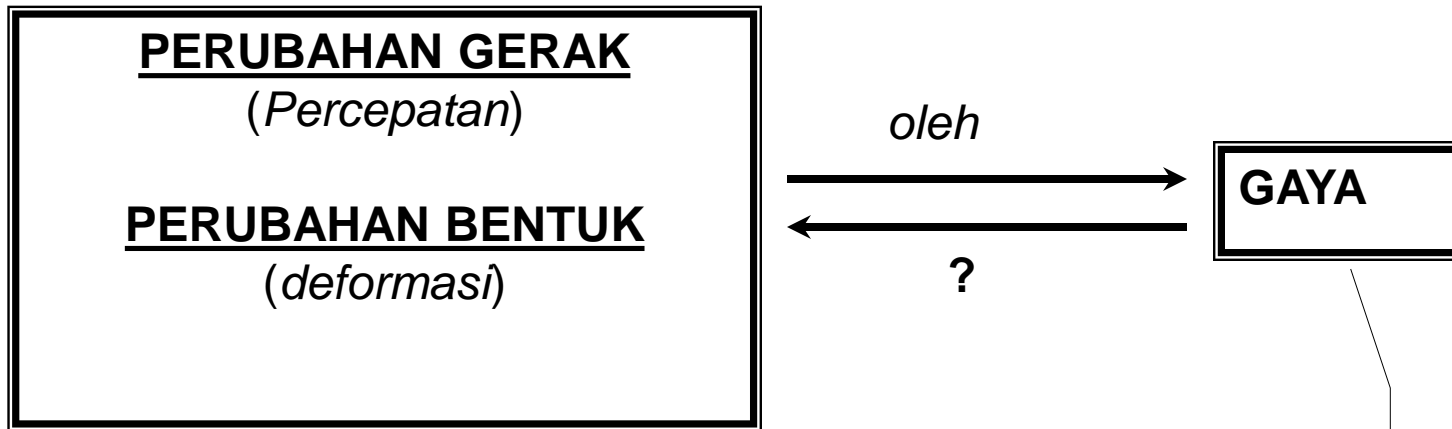 PERUBAHAN GERAK
(Percepatan)
PERUBAHAN BENTUK
(deformasi)
oleh
?
GAYA